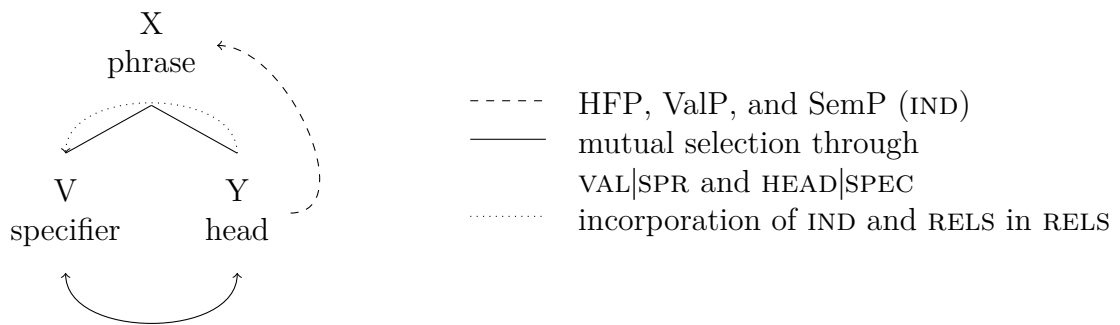 X
phrase
V
specifier
Y
head
HFP, ValP, and SemP (IND)
mutual selection through
VAL|SPR and HEAD|SPEC
incorporation of IND and RELS in RELS